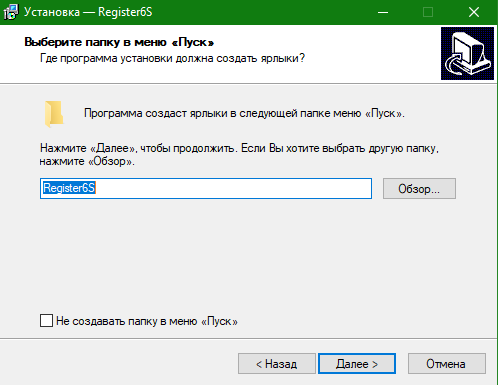 Установка — Register6S
Выберите папку в меню «Пуск»
Где программа установки должна создать ярлыки?
Программа создаст ярлыки в следующей папке меню «Пуск».
Нажмите «Далее», чтобы продолжить. Если Вы хотите выбрать другую папку,
нажмите «Обзор».
Register6S
Обзор...
Не создавать папку в меню «Пуск»
< Назад
Далее >
Отмена